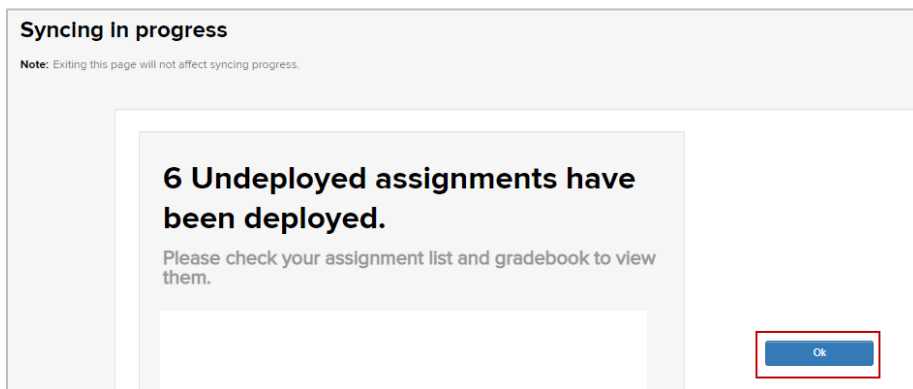 Syncing in progress
Note: Exiting this page will not affect syncing progress.
6 Undeployed assignments have
been deployed.
Please check your assignment list and gradebook to view
them.
Ok